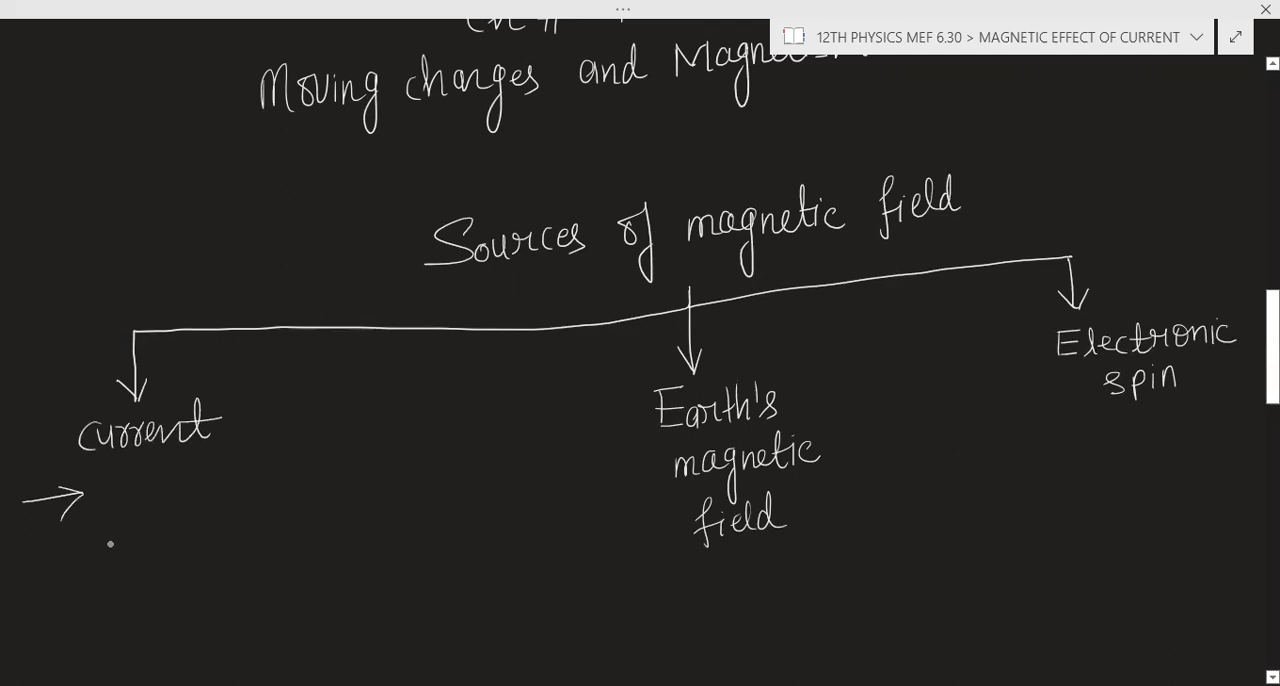 12TH PHYSICS MEF 6.30 > MAGNETIC EFFECT OF CURRENT
Moving charges and
Sources of magnetic field
Current
Earth's
magnetic
field
Electronic
spin